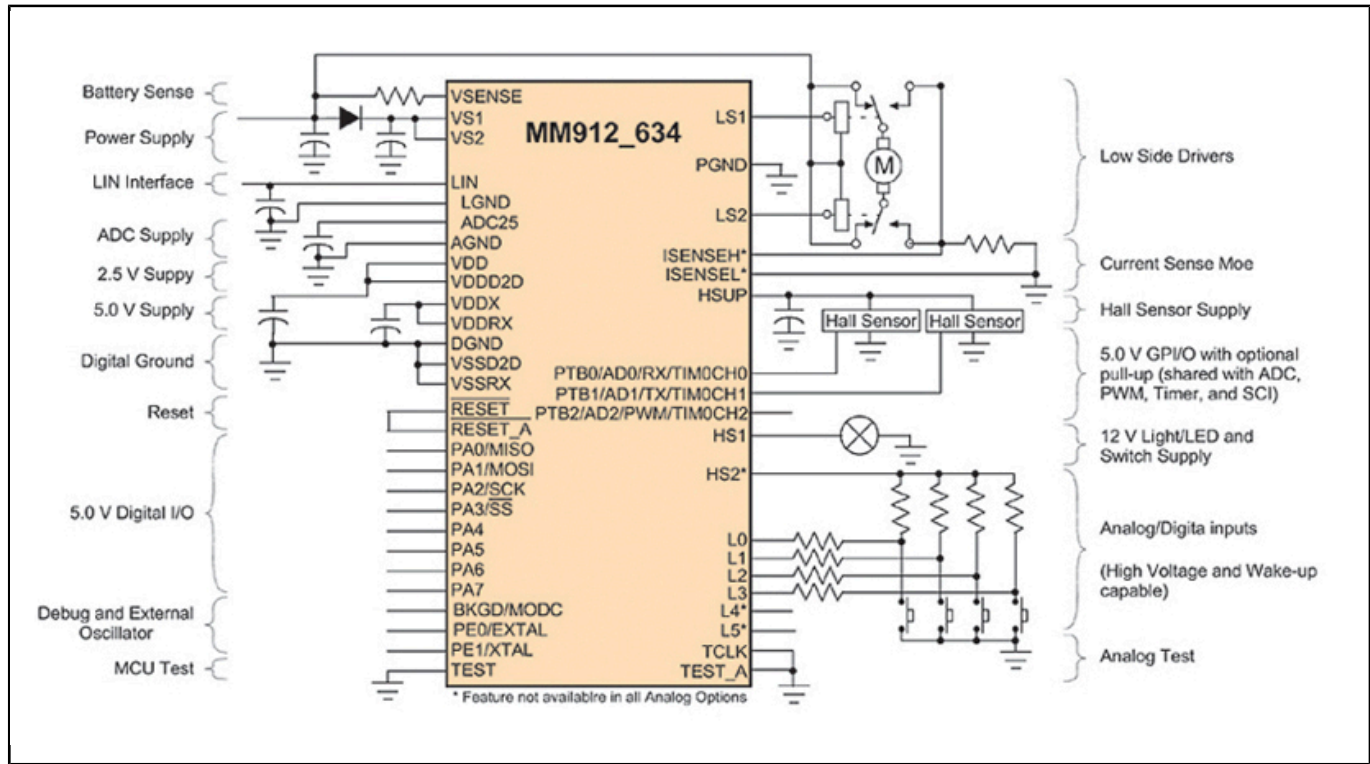 Battery Sense
Power Supply
LIN Interface
ADC Supply
2.5 V Suppy
5.0 V Supply
Digital Ground
Reset
5.0 V Digital I/O
Debug and External
Oscillator
MCU Test
MM912_634
VSENSE
VS1
VS2
LIN
LGND
ADC25
AGND
VDD
VDDD2D
VDDX
VDDRX
DGND
VSSD2D
VSSRX
RESET
RESET_A
PA0/MISO
PA1/MOSI
PA2/SCK
PA3/SS
PA4
PA5
PA6
PA7
BKGD/MODC
PE0/EXTAL
PE1/XTAL
TEST
LS1
PGND
LS2
ISENSEH*
ISENSEL*
HSUP
PTB0/AD0/RX/TIM0CH0
PTB1/AD1/TX/TIM0CH1
PTB2/AD2/PWM/TIM0CH2
HS1
HS2*
L0
L1
L2
L3
L4*
L5*
TCLK
TEST_A
* Feature not availablre in all Analog Options
M
Hall Sensor
Hall Sensor
Low Side Drivers
Current Sense Moe
Hall Sensor Supply
5.0 V GPI/O with optional
pull-up (shared with ADC,
PWM, Timer, and SCI)
12 V Light/LED and
Switch Supply
Analog/Digita inputs
(High Voltage and Wake-up
capable)
Analog Test